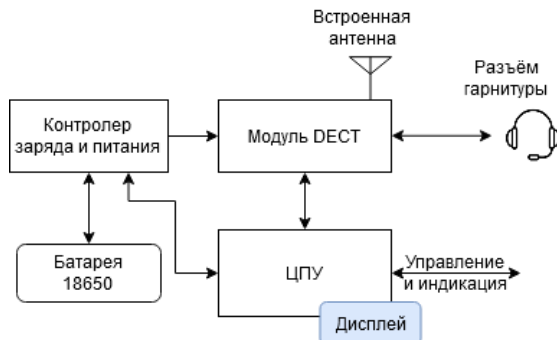 Встроенная
антенна
Разъём
гарнитуры
Контролер
заряда и питания
Модуль DECT
Батарея
18650
ЦПУ
Управление
и индикация
Дисплей